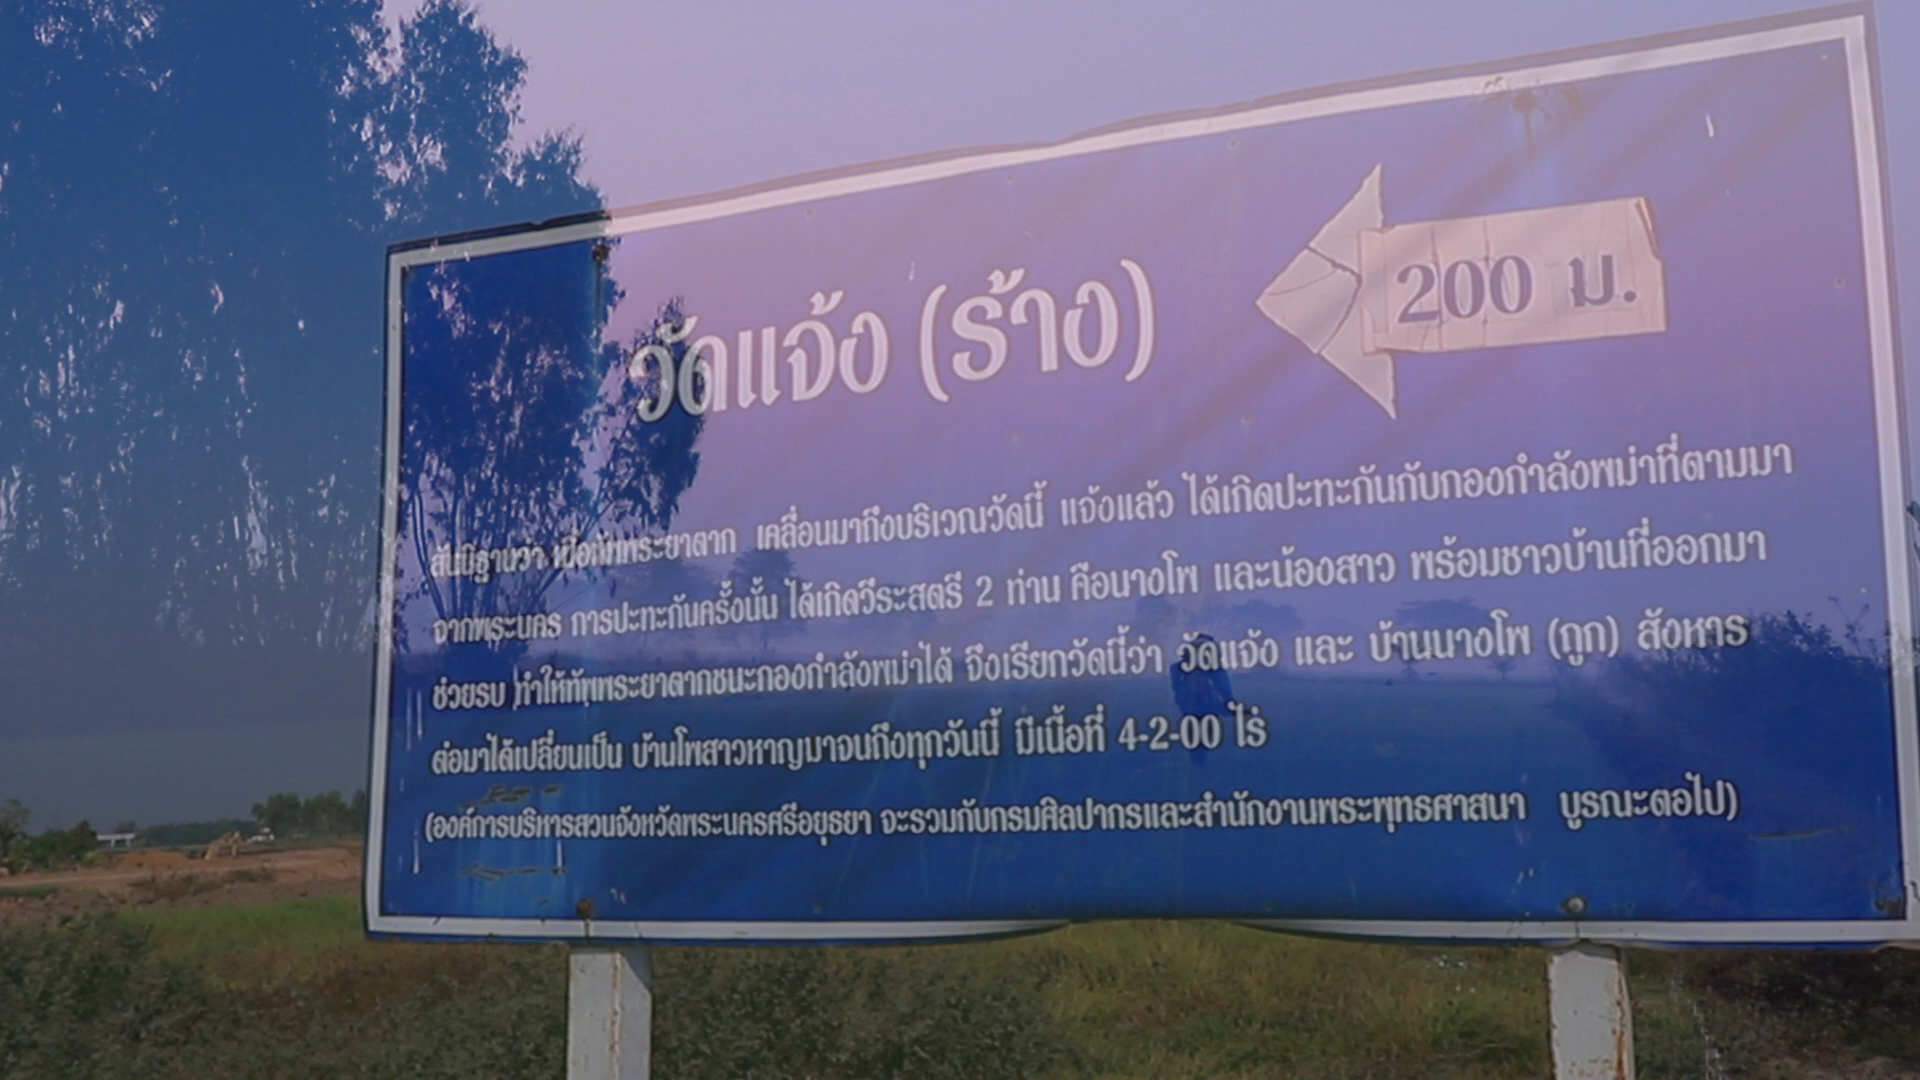 วัดแจ้ง (ร้าง)
200 ม.
สันนิฐานว่า เมื่อทัพพระยาตาก เคลื่อนมาถึงบริเวณวัดนี้ แจ้งแล้ว ได้เกิดปะทะกันกับกองกำลังพม่าที่ตามมา
จากพระนคร การปะทะกันครั้งนั้น ได้เกิดวีระสตรี 2 ท่าน คือนางโพ และน้องสาว พร้อมชาวบ้านที่ออกมา
ช่วยรบ ทำให้ทัพพระยาตากชนะกองกำลังพม่าได้ จึงเรียกวัดนี้ว่า วัดแจ้ง และ บ้านนางโพ (ถูก) สังหาร
ต่อมาได้เปลี่ยนเป็น บ้านโพสาวหาญมาจนถึงทุกวันนี้ มีเนื้อที่ 4-2-00 ไร่
(องค์การบริหารสวนจังหวัดพระนครศรีอยุธยา จะรวมกับกรมศิลปากรและสำนักงานพระพุทธศาสนา บูรณะตอไป)